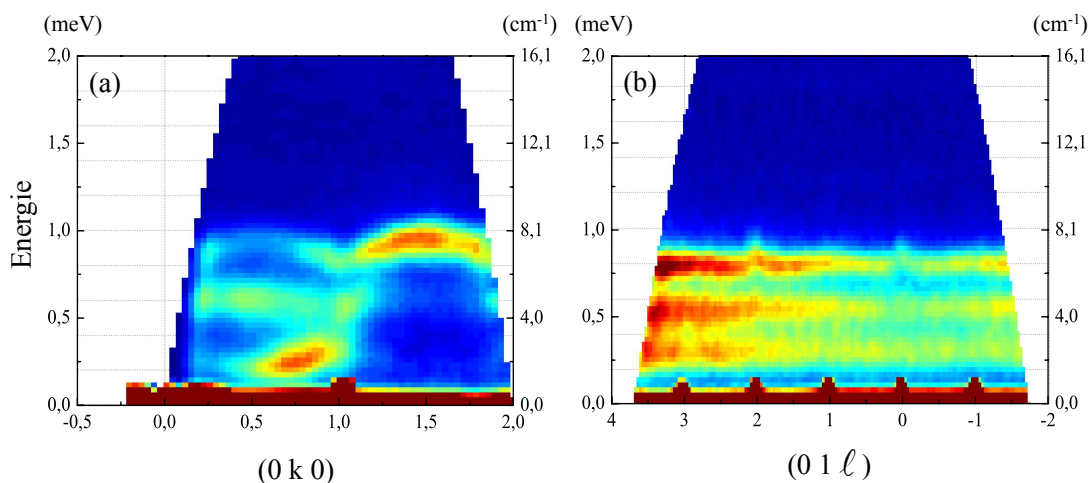 (meV) (cm-1) (meV) (cm-1)
(a) (b)
2,0 16,1 2,0 16,1
1,5 12,1 1,5 12,1
Energie
1,0 8,1 1,0 8,1
0,5 4,0 0,5 4,0
0,0 0,0 0,0 0,0
-0,5 0,0 0,5 1,0 1,5 2,0 4 3 2 1 0 -1 -2
(0 k 0) (0 1 ℓ )